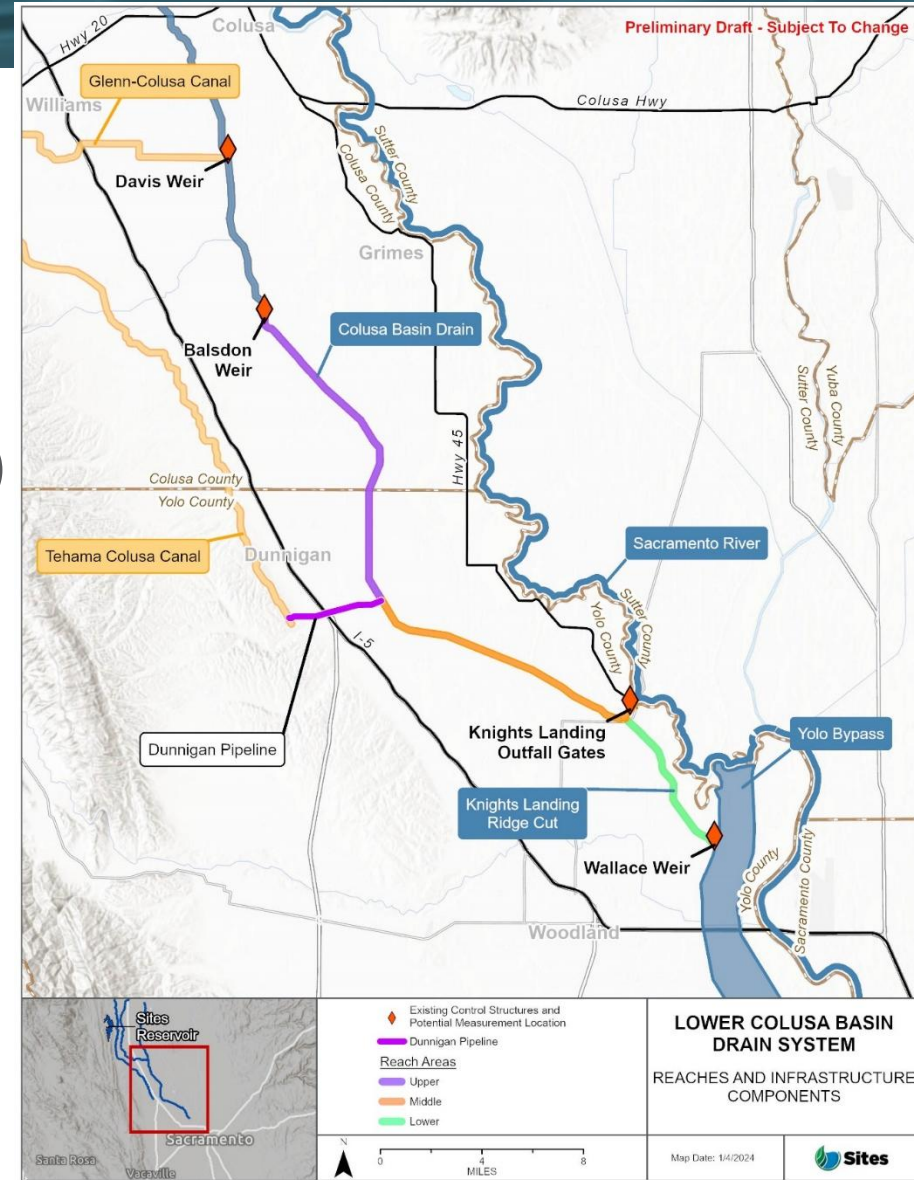 Preliminary Draft - Subject To Change
Colusa
Hwy 20
Glenn-Colusa Canal
Williams
Colusa Hwy
Sutter County
Colusa County
Davis Weir
Grimes
Colusa Basin Drain
Balsdon
Weir
Yuba County
Sutter County
Hwy 45
Colusa County
Yolo County
Tehama Colusa Canal
Dunnigan
Sacramento River
Sutter County
Yolo County
I-5
Dunnigan Pipeline
Knights Landing
Outfall Gates
Yolo Bypass
Knights Landing
Ridge Cut
Wallace Weir
Yolo County
Sacramento County
Woodland
Sites
Reservoir
Sacramento
Santa Rosa
Vacaville
Existing Control Structures and
Potential Measurement Location
Dunnigan Pipeline
Reach Areas
Upper
Middle
Lower
N
0 4 8
MILES
LOWER COLUSA BASIN
DRAIN SYSTEM
REACHES AND INFRASTRUCTURE
COMPONENTS
Map Date: 1/4/2024
Sites